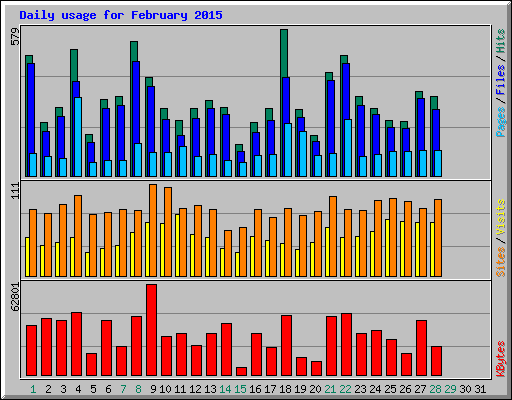 Daily usage for February 2015
579
Pages / Files / Hits
111
Sites / Visits
62801
KBytes
1 2 3 4 5 6 7 8 9 10 11 12 13 14 15 16 17 18 19 20 21 22 23 24 25 26 27 28 29 30 31